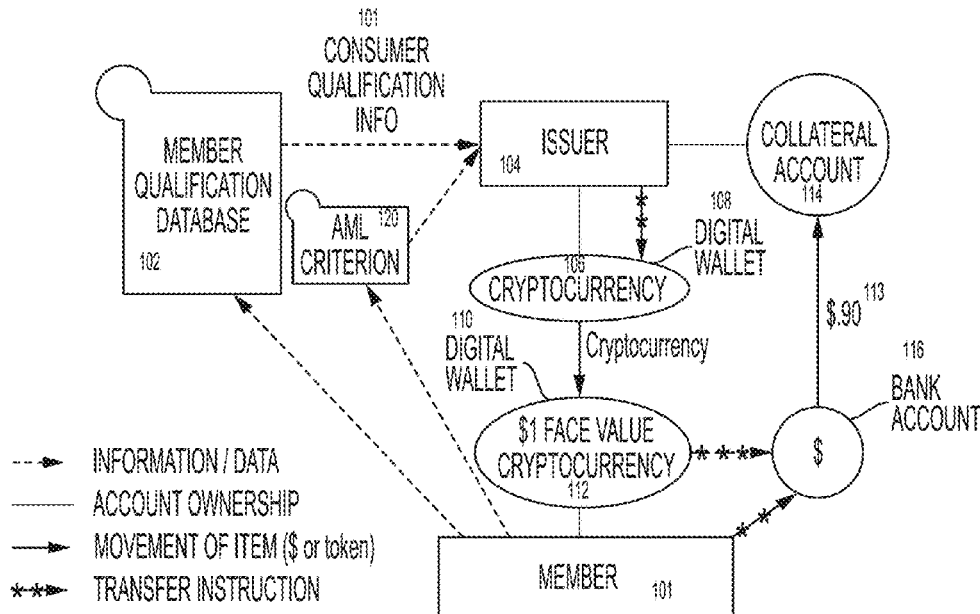 101
CONSUMER
QUALIFICATION
INFO
MEMBER
QUALIFICATION
DATABASE
102
ISSUER
104
COLLATERAL
ACCOUNT
114
AML
120
CRITERION
108
DIGITAL
WALLET
106
CRYPTOCURRENCY
110
DIGITAL
WALLET
Cryptocurrency
$.90
113
116
BANK
ACCOUNT
$1 FACE VALUE
CRYPTOCURRENCY
112
$
INFORMATION / DATA
ACCOUNT OWNERSHIP
MOVEMENT OF ITEM ($ or token)
TRANSFER INSTRUCTION
MEMBER
101